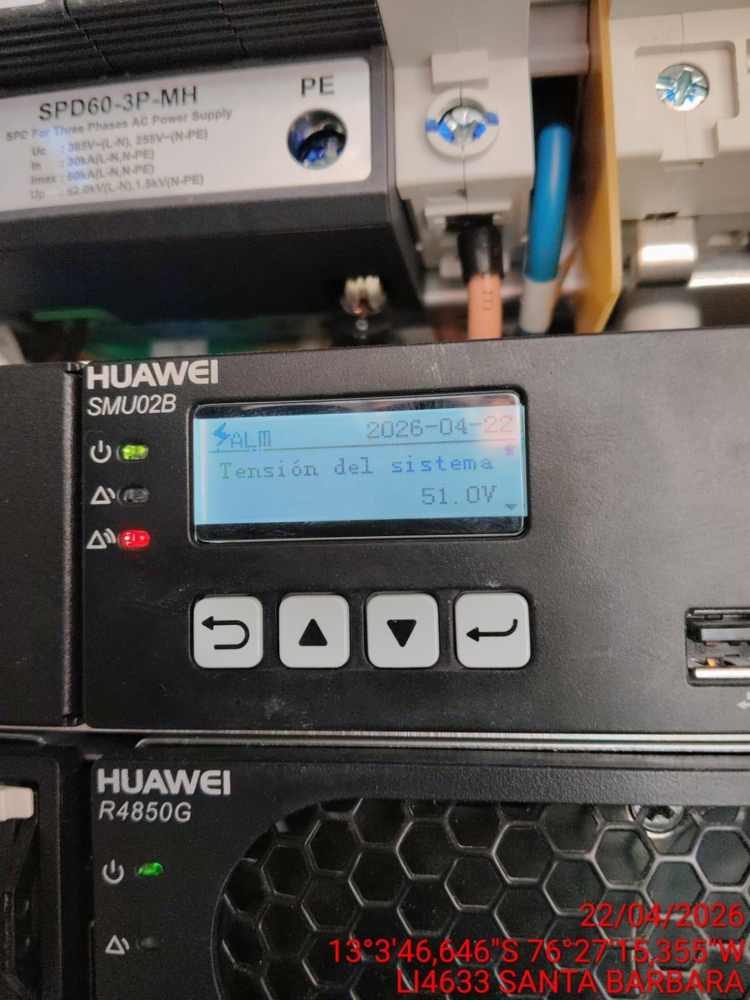 SPD60-3P-MH
PE
SPD For Three Phases AC Power Supply
Uc : 385V~(L-N), 255V~(N-PE)
In : 30kA(L-N,N-PE)
Imax : 60kA(L-N,N-PE)
Up : ≤2.0kV(L-N),1.5kV(N-PE)
HUAWEI
SMU02B
ALM 2026-04-22
Tensión del sistema
51.0V
HUAWEI
R4850G
22/04/2026
13°3'46,646"S 76°27'15,355"W
LI4633 SANTA BARBARA